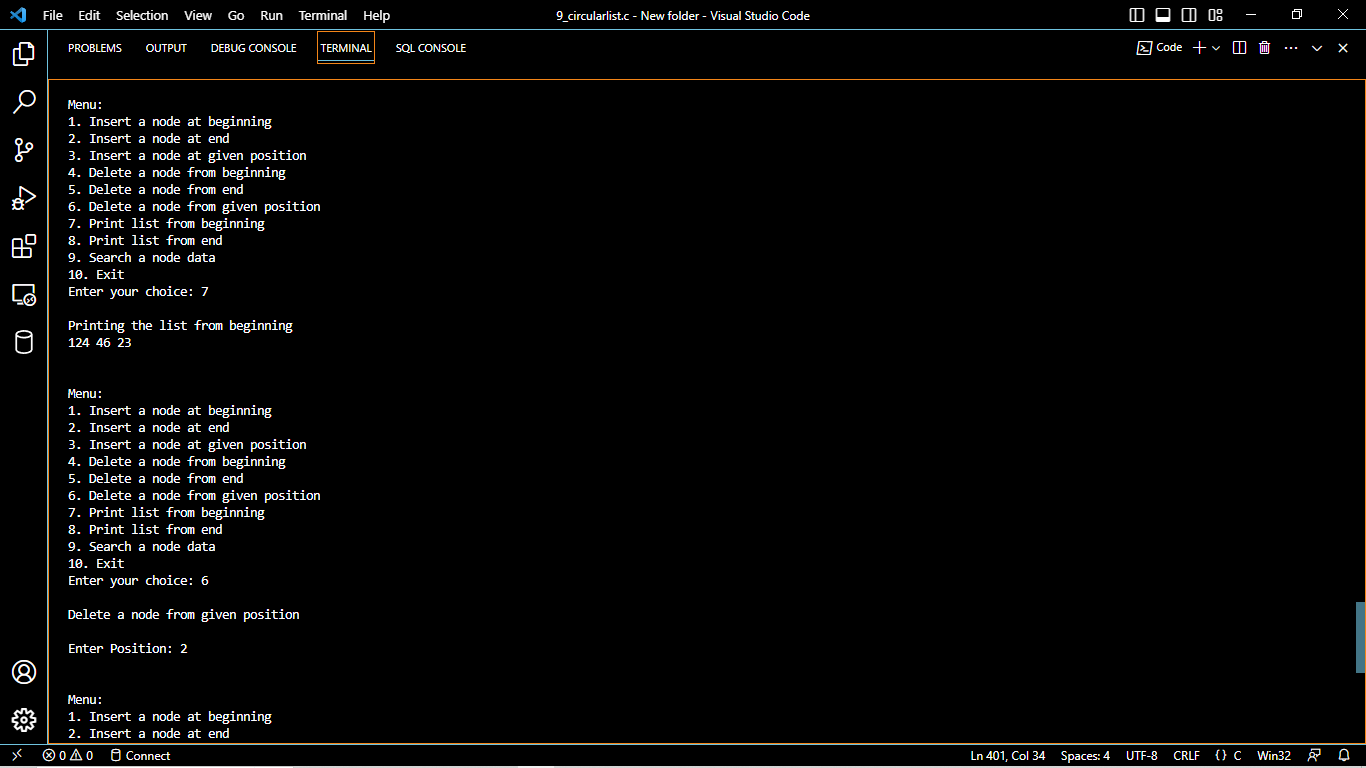 File Edit Selection View Go Run Terminal Help 9_circularlist.c - New folder - Visual Studio Code
PROBLEMS OUTPUT DEBUG CONSOLE TERMINAL SQL CONSOLE Code
Menu:
1. Insert a node at beginning
2. Insert a node at end
3. Insert a node at given position
4. Delete a node from beginning
5. Delete a node from end
6. Delete a node from given position
7. Print list from beginning
8. Print list from end
9. Search a node data
10. Exit
Enter your choice: 7
Printing the list from beginning
124 46 23
Menu:
1. Insert a node at beginning
2. Insert a node at end
3. Insert a node at given position
4. Delete a node from beginning
5. Delete a node from end
6. Delete a node from given position
7. Print list from beginning
8. Print list from end
9. Search a node data
10. Exit
Enter your choice: 6
Delete a node from given position
Enter Position: 2
Menu:
1. Insert a node at beginning
2. Insert a node at end
0 0 Connect Ln 401, Col 34 Spaces: 4 UTF-8 CRLF {} C Win32